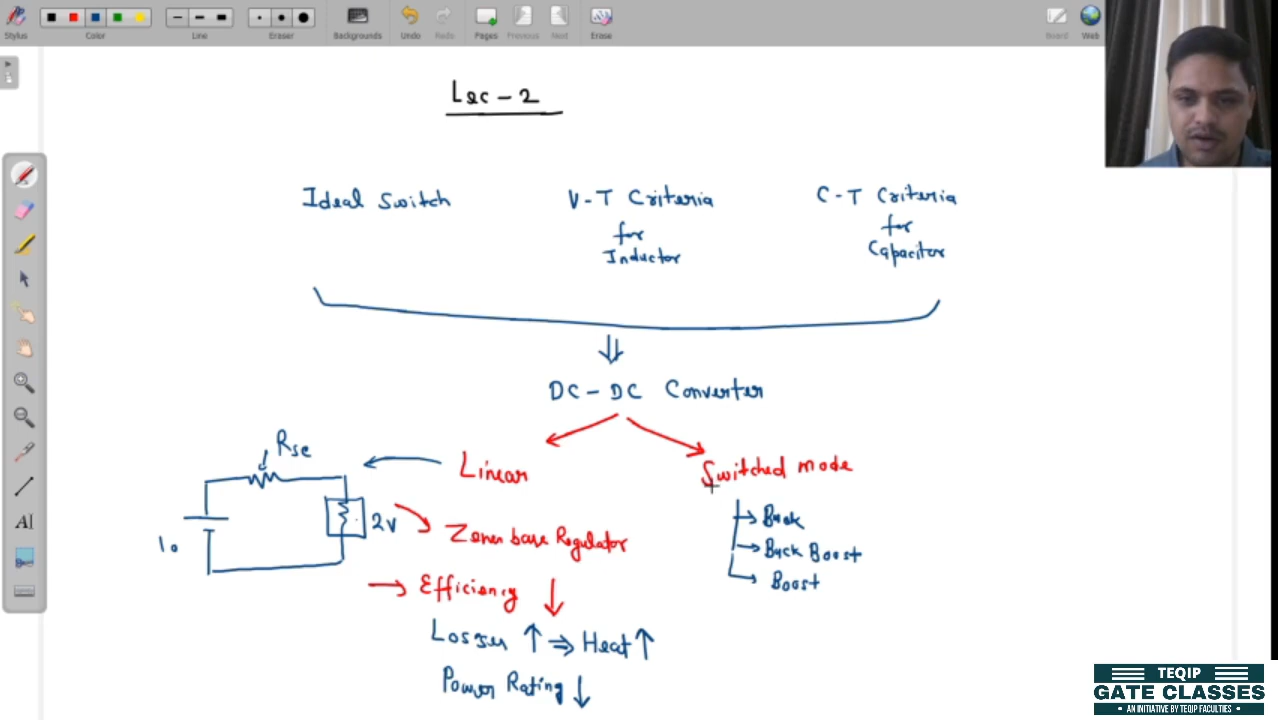 Stylus
Color
Line
Eraser
Backgrounds
Undo
Redo
Pages
Previous
Next
Erase
Board
Web
Lec - 2
Ideal Switch
V-T Criteria
for
Inductor
C-T Criteria
for
Capacitor
DC - DC Converter
Rse
Linear
Switched mode
10
2V
Zener base Regulator
Buck
Buck Boost
Boost
Efficiency ↓
Losses ↑ ⇒ Heat ↑
Power Rating ↓
AI
TEQIP
GATE CLASSES
- AN INITIATIVE BY TEQIP FACULTIES -